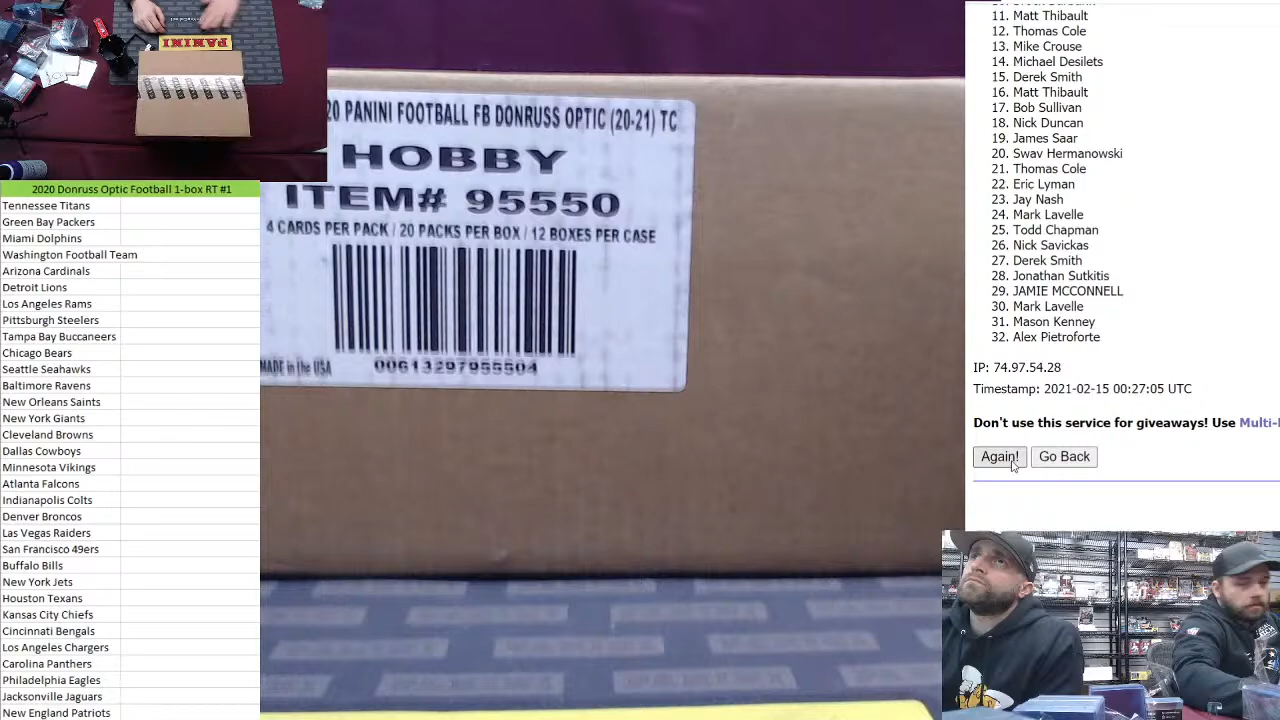 PANINI
20 PANINI FOOTBALL FB DONRUSS OPTIC (20-21) TC
HOBBY
ITEM# 95550
4 CARDS PER PACK / 20 PACKS PER BOX / 12 BOXES PER CASE
MADE in the USA
00613297955504
2020 Donruss Optic Football 1-box RT #1
Tennessee Titans
Green Bay Packers
Miami Dolphins
Washington Football Team
Arizona Cardinals
Detroit Lions
Los Angeles Rams
Pittsburgh Steelers
Tampa Bay Buccaneers
Chicago Bears
Seattle Seahawks
Baltimore Ravens
New Orleans Saints
New York Giants
Cleveland Browns
Dallas Cowboys
Minnesota Vikings
Atlanta Falcons
Indianapolis Colts
Denver Broncos
Las Vegas Raiders
San Francisco 49ers
Buffalo Bills
New York Jets
Houston Texans
Kansas City Chiefs
Cincinnati Bengals
Los Angeles Chargers
Carolina Panthers
Philadelphia Eagles
Jacksonville Jaguars
New England Patriots
11. Matt Thibault
12. Thomas Cole
13. Mike Crouse
14. Michael Desilets
15. Derek Smith
16. Matt Thibault
17. Bob Sullivan
18. Nick Duncan
19. James Saar
20. Swav Hermanowski
21. Thomas Cole
22. Eric Lyman
23. Jay Nash
24. Mark Lavelle
25. Todd Chapman
26. Nick Savickas
27. Derek Smith
28. Jonathan Sutkitis
29. JAMIE MCCONNELL
30. Mark Lavelle
31. Mason Kenney
32. Alex Pietroforte
IP: 74.97.54.28
Timestamp: 2021-02-15 00:27:05 UTC
Don't use this service for giveaways! Use Multi-
Again! Go Back